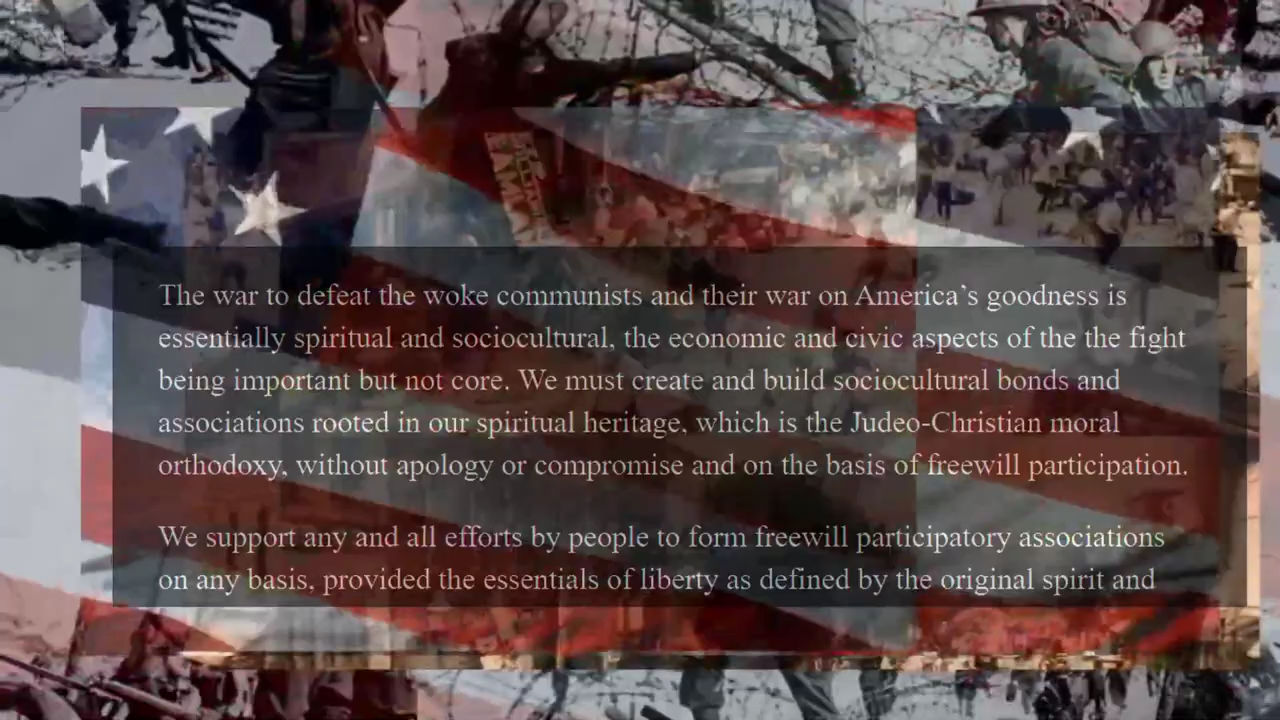 The war to defeat the woke communists and their war on America's goodness is
essentially spiritual and sociocultural, the economic and civic aspects of the the fight
being important but not core. We must create and build sociocultural bonds and
associations rooted in our spiritual heritage, which is the Judeo-Christian moral
orthodoxy, without apology or compromise and on the basis of freewill participation.
We support any and all efforts by people to form freewill participatory associations
on any basis, provided the essentials of liberty as defined by the original spirit and